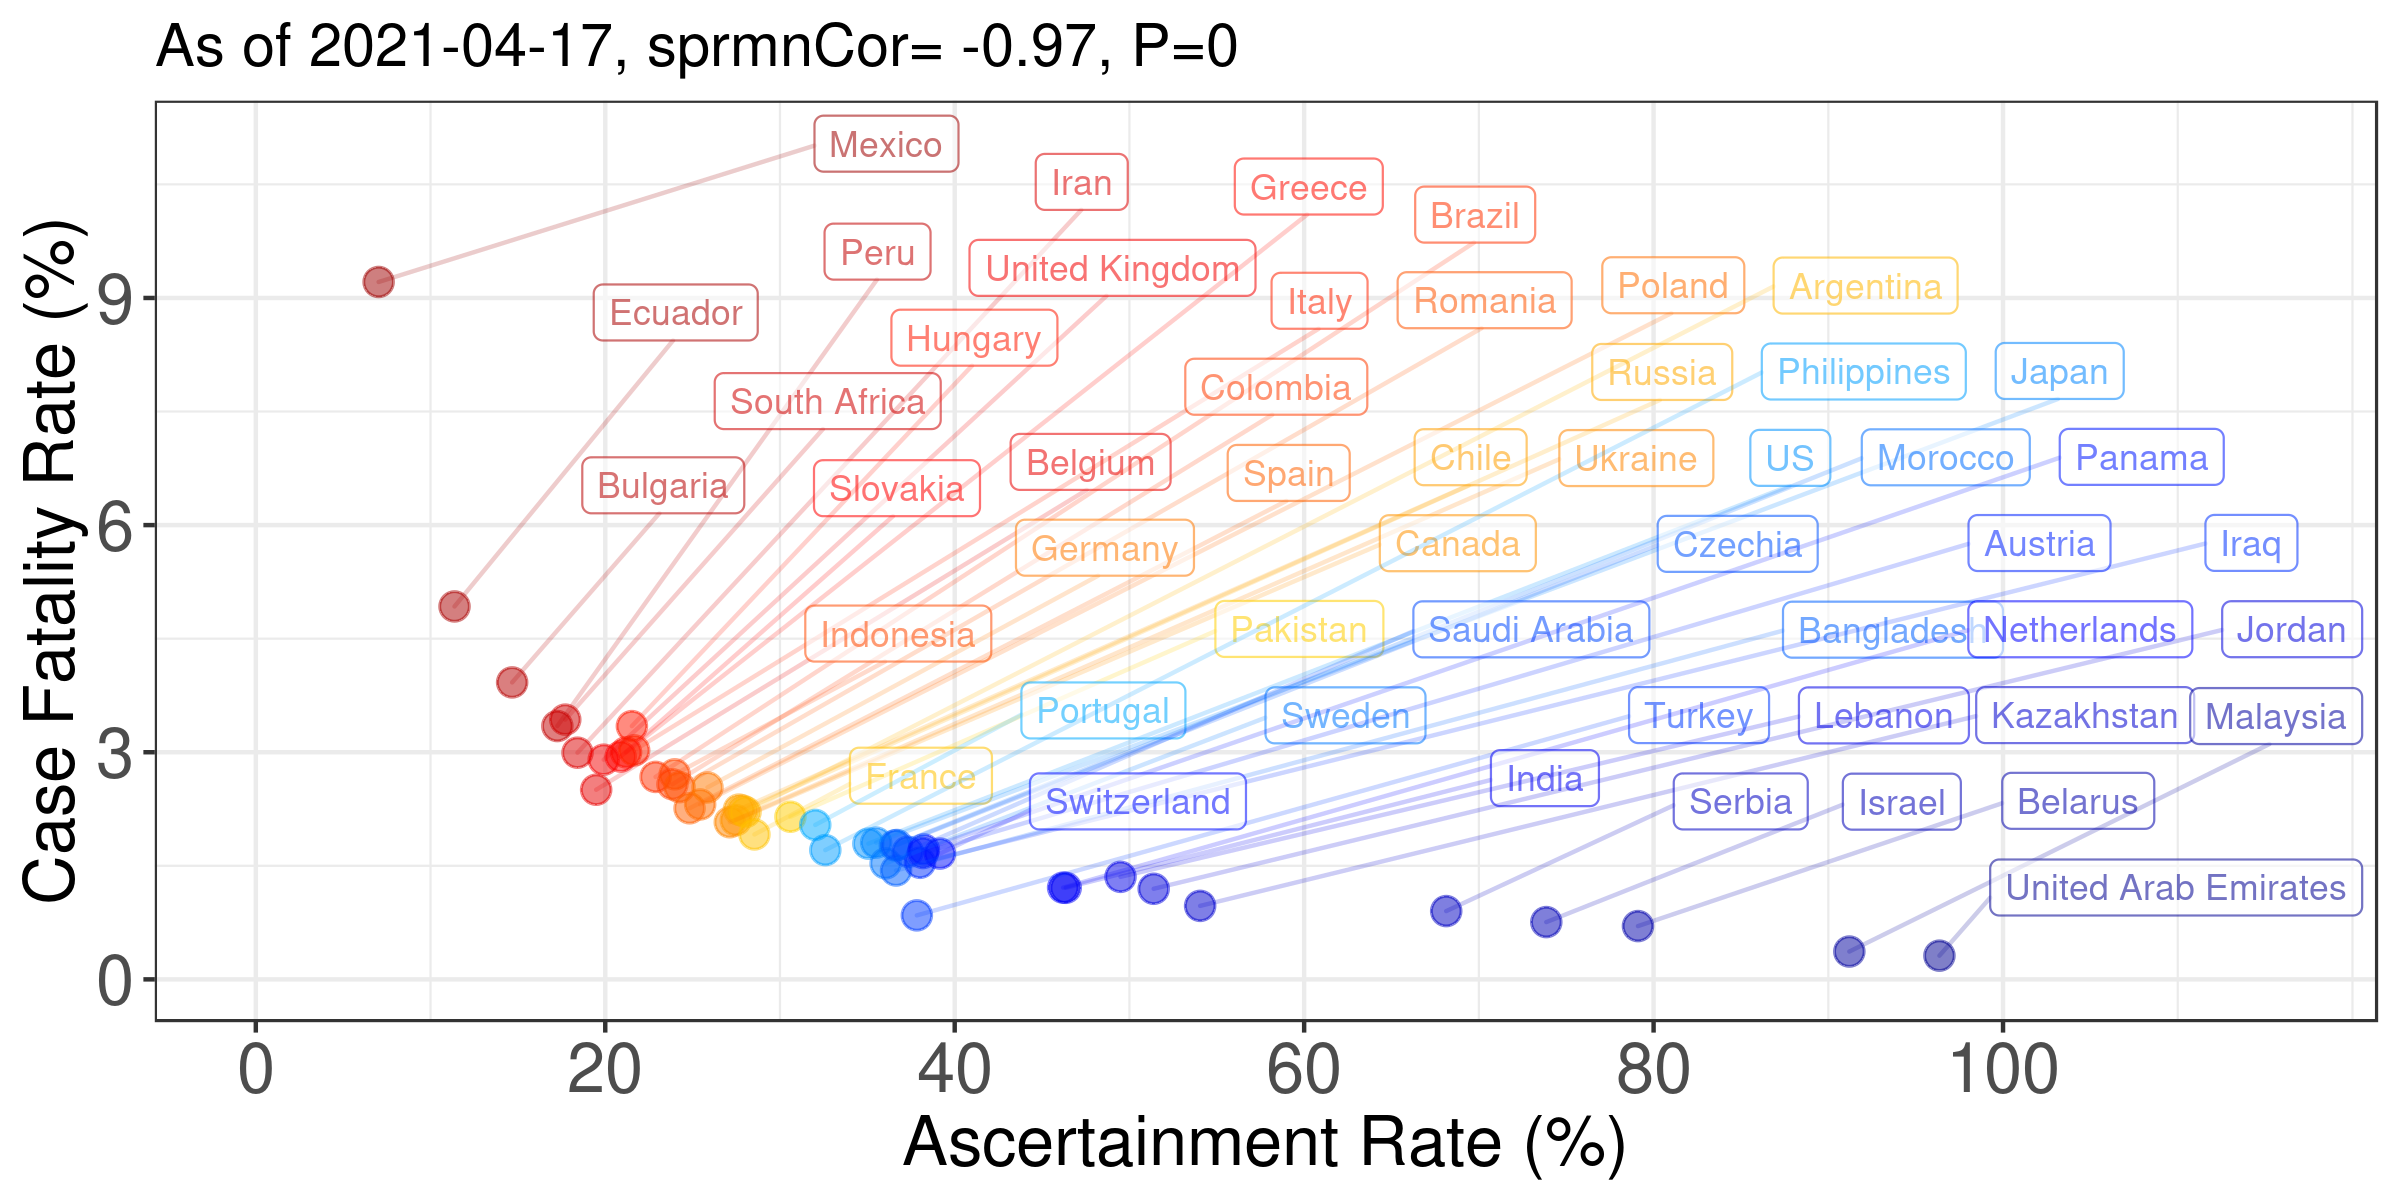 As of 2021-04-17, sprmnCor= -0.97, P=0
Case Fatality Rate (%)
9
6
3
0
Mexico
Iran
Greece
Brazil
Peru
United Kingdom
Ecuador
Hungary
Italy
Romania
Poland
Argentina
South Africa
Colombia
Russia
Philippines
Japan
Bulgaria
Slovakia
Belgium
Spain
Chile
Ukraine
US
Morocco
Panama
Germany
Canada
Czechia
Austria
Iraq
Indonesia
Pakistan
Saudi Arabia
Bangladesh
Netherlands
Jordan
Portugal
Sweden
Turkey
Lebanon
Kazakhstan
Malaysia
France
Switzerland
India
Serbia
Israel
Belarus
United Arab Emirates
0
20
40
60
80
100
Ascertainment Rate (%)